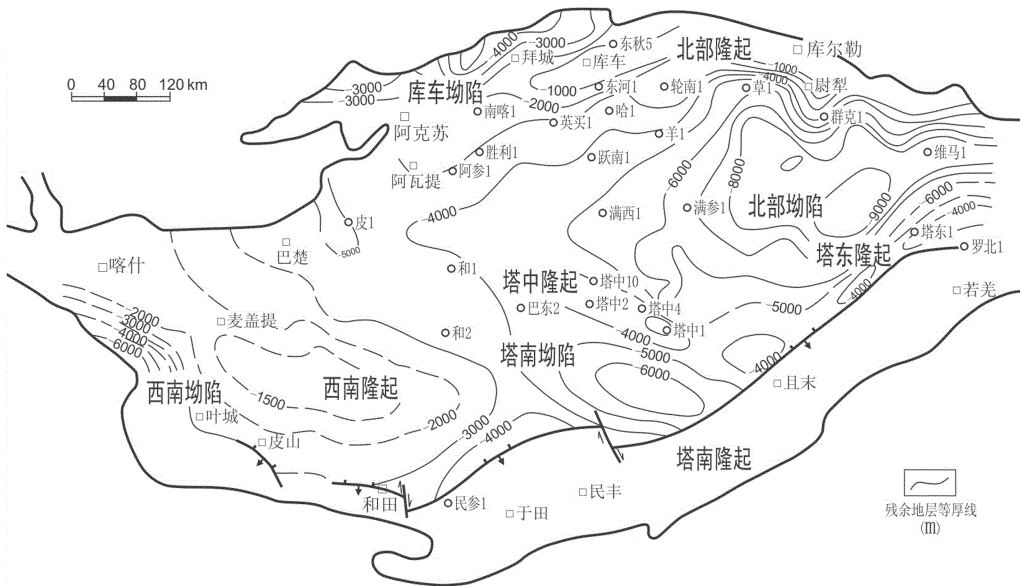 -4000
-3000
东秋5
北部隆起
库尔勒
拜城
库车
0 40 80 120 km
-3000
-3000
库车坳陷
-1000
-2000
-1000
-4000
尉犁
东河1
轮南1
草1
南喀1
哈1
英买1
群克1
阿克苏
羊1
胜利1
跃南1
维马1
阿瓦提
阿参1
-6000
-8000
-6000
-9000
-4000
-4000
满西1
满参1
北部坳陷
皮1
-5000
巴楚
塔东1
塔东隆起
罗北1
喀什
和1
塔中隆起
塔中10
-4000
若羌
巴东2
塔中2
塔中4
-5000
-2000
-3000
-4000
-6000
麦盖提
塔中1
和2
-4000
塔南坳陷
-5000
-4000
-6000
西南坳陷
西南隆起
且末
-1500
叶城
-2000
-3000
-4000
皮山
塔南隆起
和田
民丰
民参1
于田
残余地层等厚线
(m)